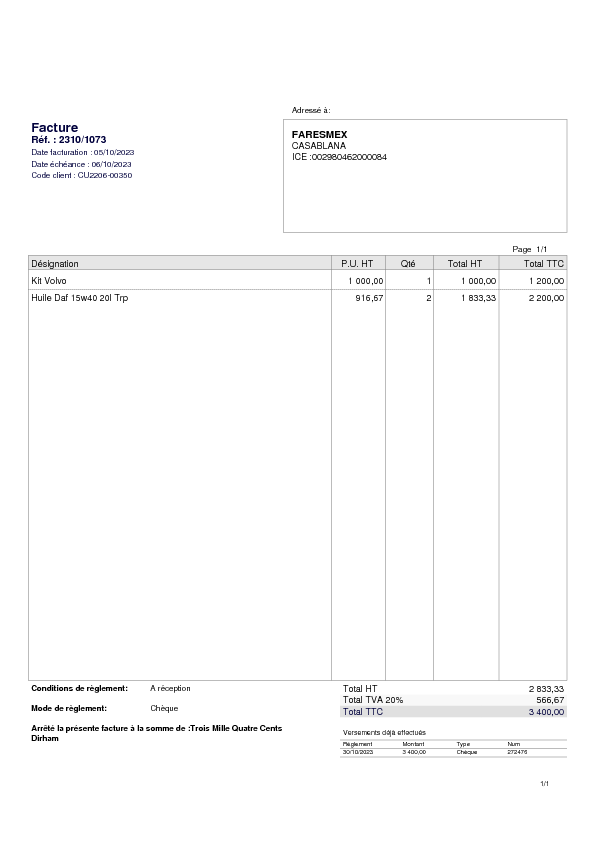 Adressé à:
Facture
Réf. : 2310/1073
Date facturation : 05/10/2023
Date échéance : 06/10/2023
Code client : CU2206-00350
FARESMEX
CASABLANA
ICE :002980462000084
Page 1/1
Désignation P.U. HT Qté Total HT Total TTC
Kit Volvo 1 000,00 1 1 000,00 1 200,00
Huile Daf 15w40 20l Trp 916,67 2 1 833,33 2 200,00
Conditions de règlement: A réception
Total HT 2 833,33
Total TVA 20% 566,67
Mode de règlement: Chèque
Total TTC 3 400,00
Arrêté la présente facture à la somme de :Trois Mille Quatre Cents
Dirham
Versements déjà effectués
Règlement Montant Type Num
30/10/2023 3 400,00 Chèque 272476
1/1